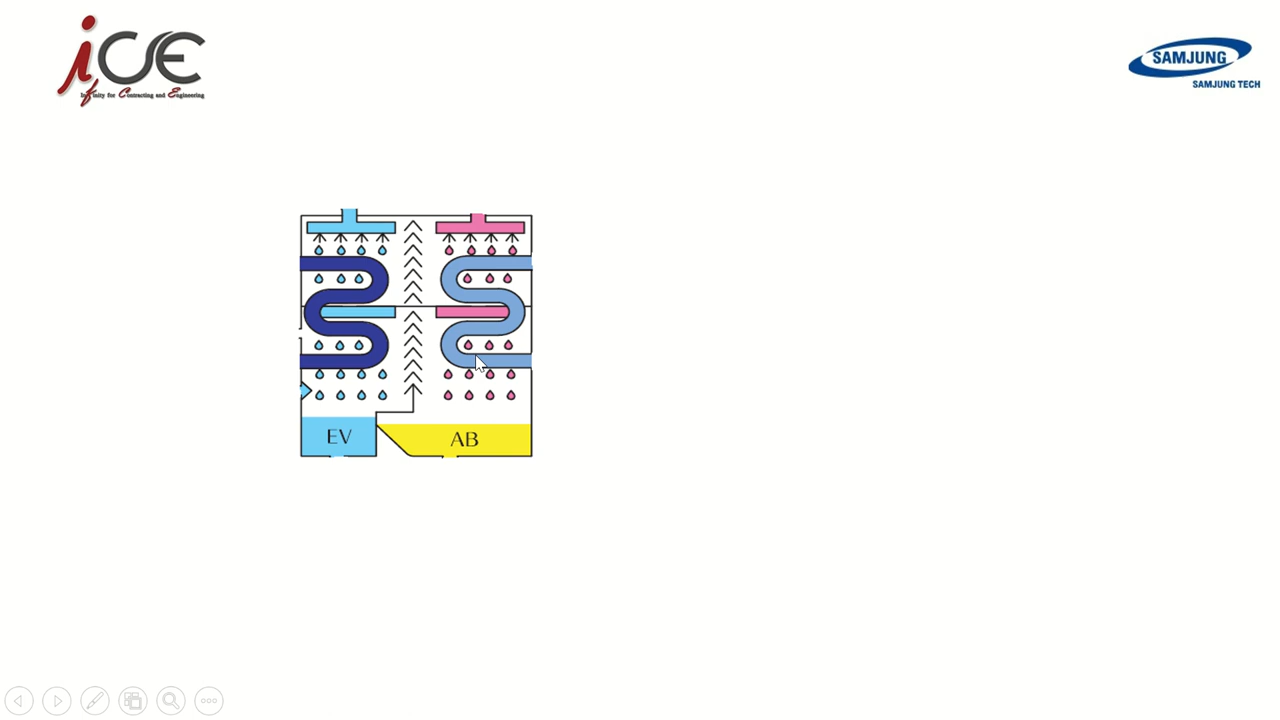 iCE
Infinity for Contracting and Engineering
SAMJUNG
SAMJUNG TECH
EV
AB